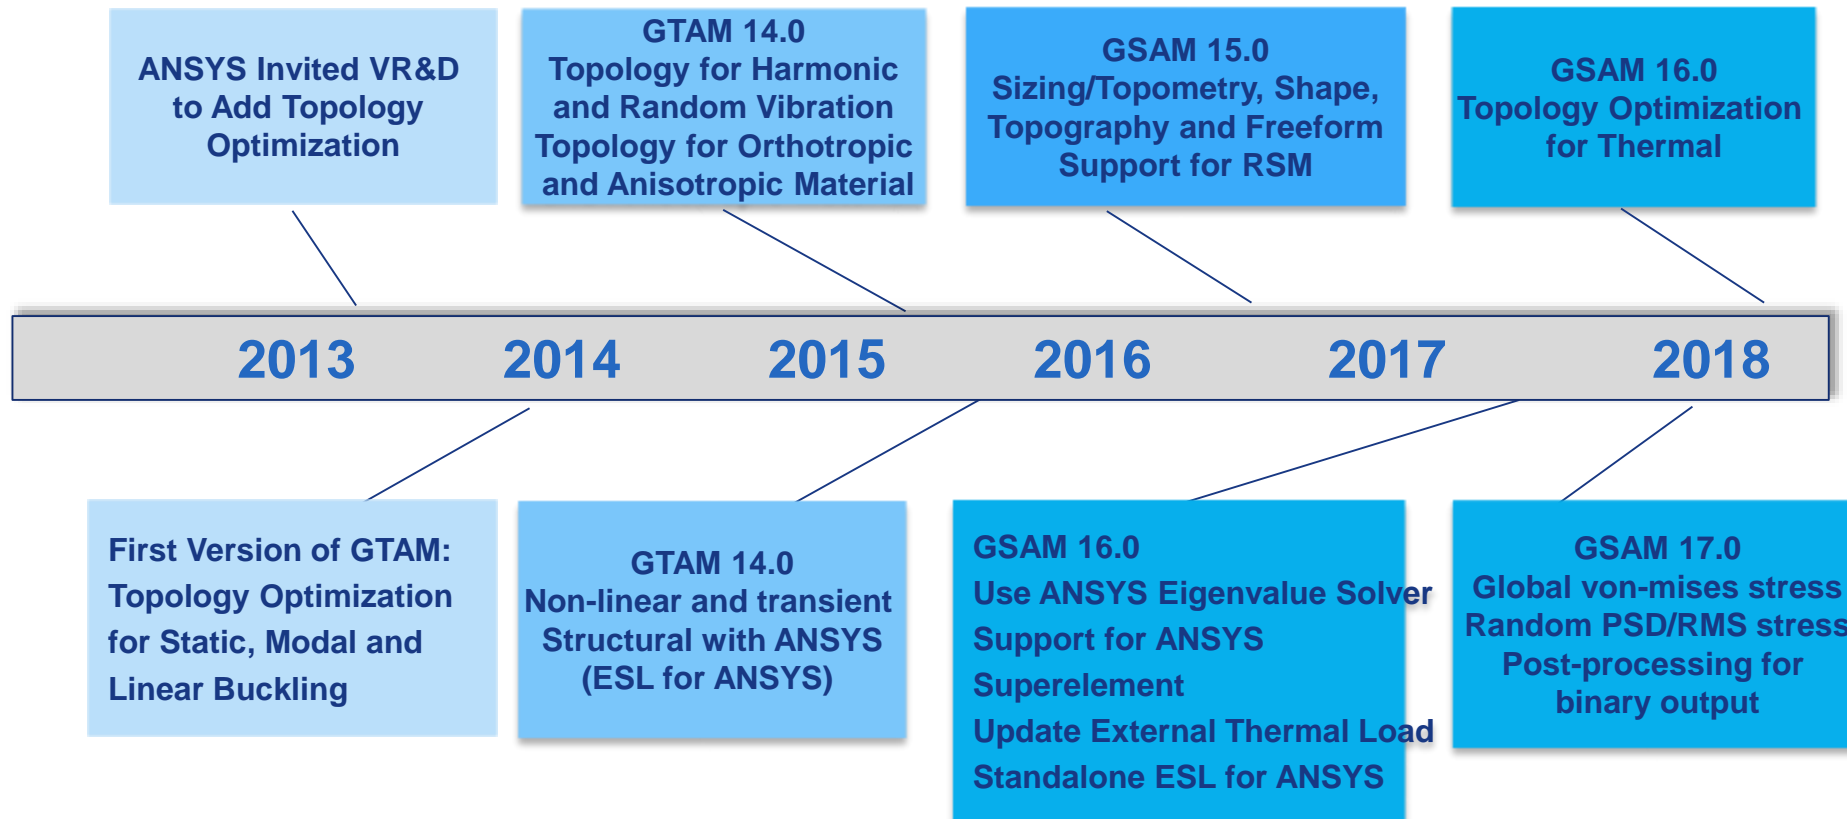 ANSYS Invited VR&D
to Add Topology
Optimization
GTAM 14.0
Topology for Harmonic
and Random Vibration
Topology for Orthotropic
and Anisotropic Material
GSAM 15.0
Sizing/Topometry, Shape,
Topography and Freeform
Support for RSM
GSAM 16.0
Topology Optimization
for Thermal
2013 2014 2015 2016 2017 2018
First Version of GTAM:
Topology Optimization
for Static, Modal and
Linear Buckling
GTAM 14.0
Non-linear and transient
Structural with ANSYS
(ESL for ANSYS)
GSAM 16.0
Use ANSYS Eigenvalue Solver
Support for ANSYS
Superelement
Update External Thermal Load
Standalone ESL for ANSYS
GSAM 17.0
Global von-mises stress
Random PSD/RMS stress
Post-processing for
binary output